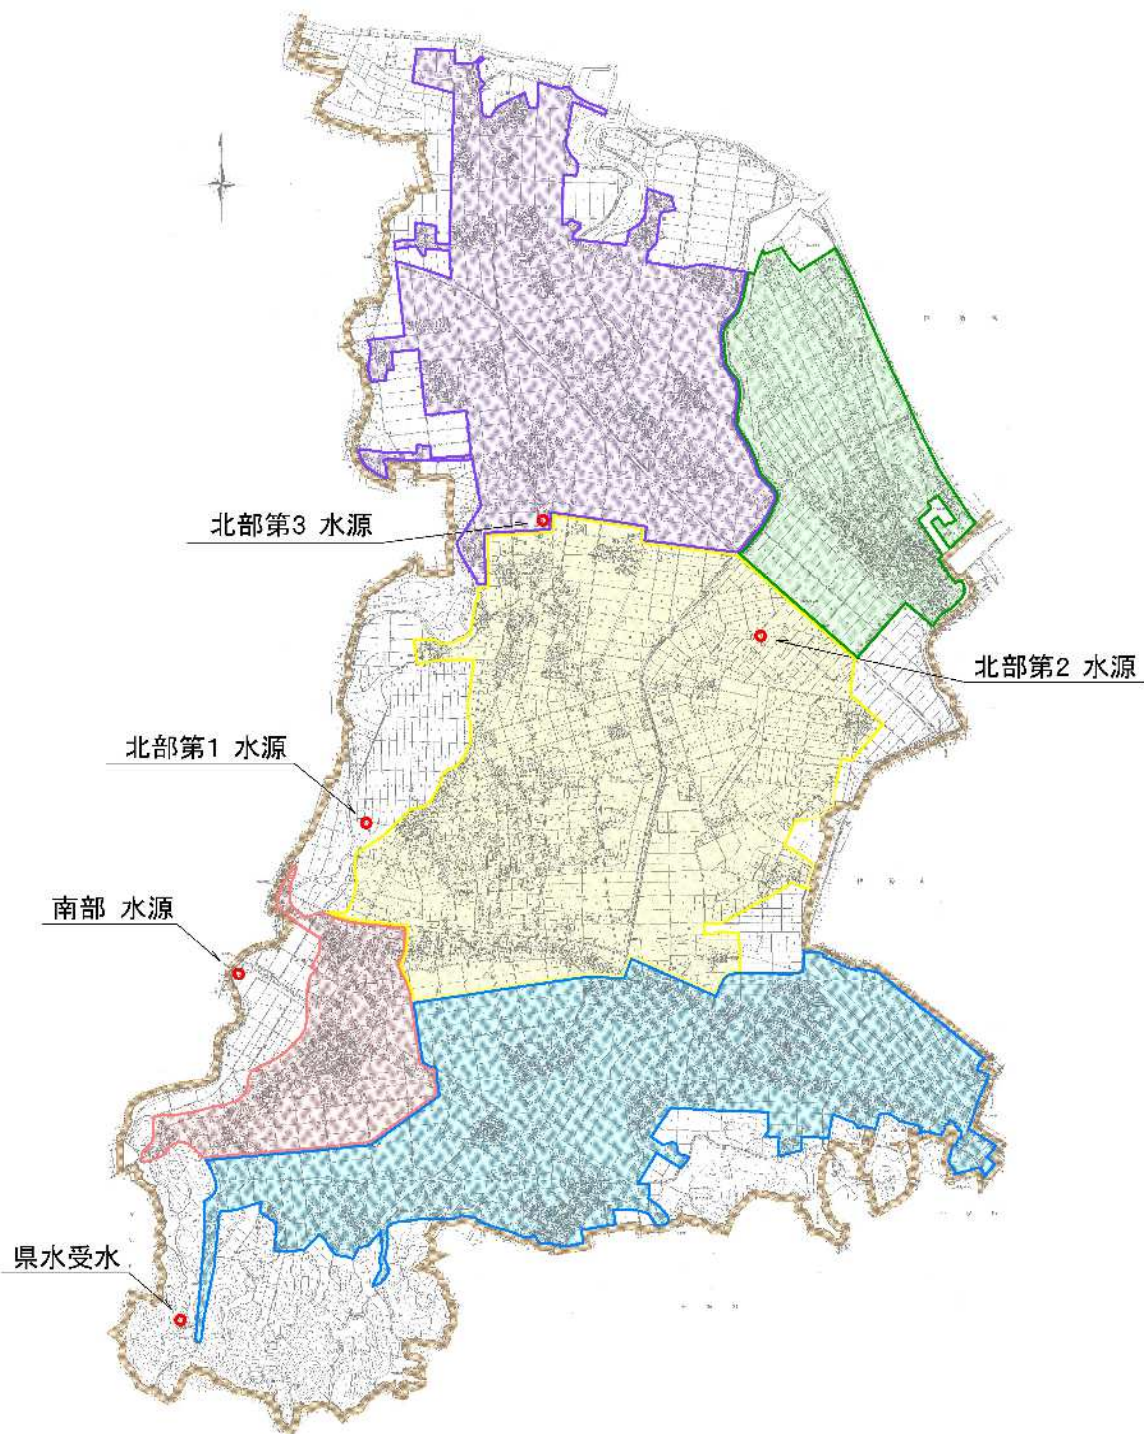 北部第3 水源
北部第2 水源
北部第1 水源
南部 水源
県水受水